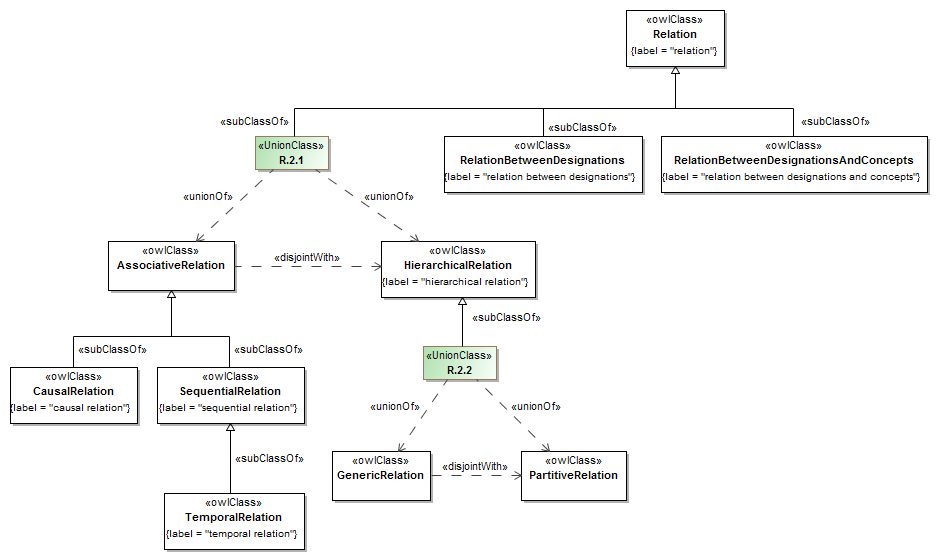 «owlClass»
Relation
{label = "relation"}
«subClassOf»
«subClassOf»
«subClassOf»
«UnionClass»
R.2.1
«owlClass»
RelationBetweenDesignations
{label = "relation between designations"}
«owlClass»
RelationBetweenDesignationsAndConcepts
{label = "relation between designations and concepts"}
«unionOf»
«unionOf»
«owlClass»
AssociativeRelation
«disjointWith»
«owlClass»
HierarchicalRelation
{label = "hierarchical relation"}
«subClassOf»
«subClassOf»
«subClassOf»
«UnionClass»
R.2.2
«owlClass»
CausalRelation
{label = "causal relation"}
«owlClass»
SequentialRelation
{label = "sequential relation"}
«unionOf»
«unionOf»
«subClassOf»
«owlClass»
GenericRelation
«disjointWith»
«owlClass»
PartitiveRelation
«owlClass»
TemporalRelation
{label = "temporal relation"}